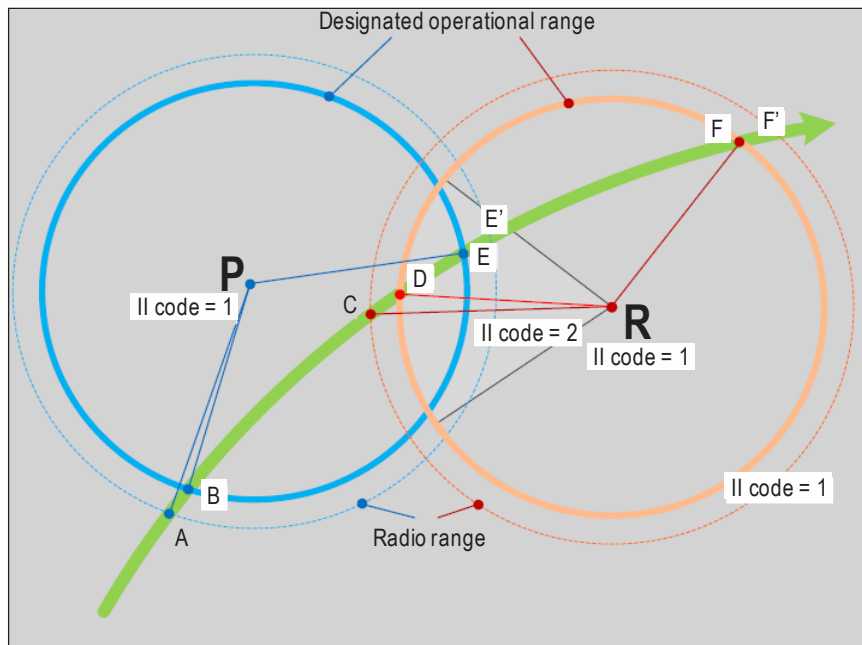 Designated operational range
F
F'
E'
P
E
D
II code = 1
C
R
II code = 2
II code = 1
B
II code = 1
A
Radio range